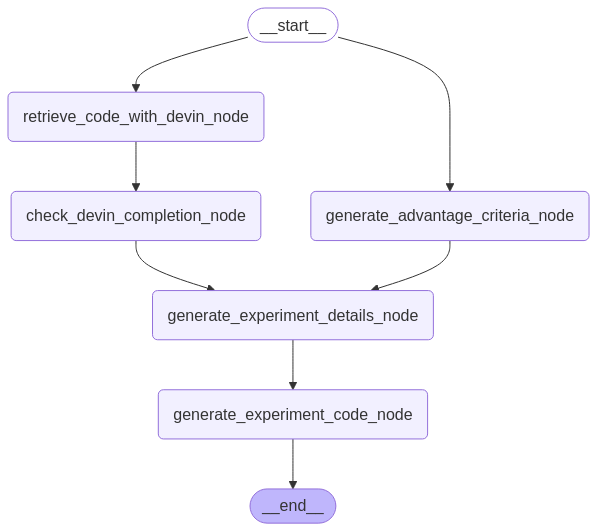 __start__
retrieve_code_with_devin_node
check_devin_completion_node
generate_advantage_criteria_node
generate_experiment_details_node
generate_experiment_code_node
__end__